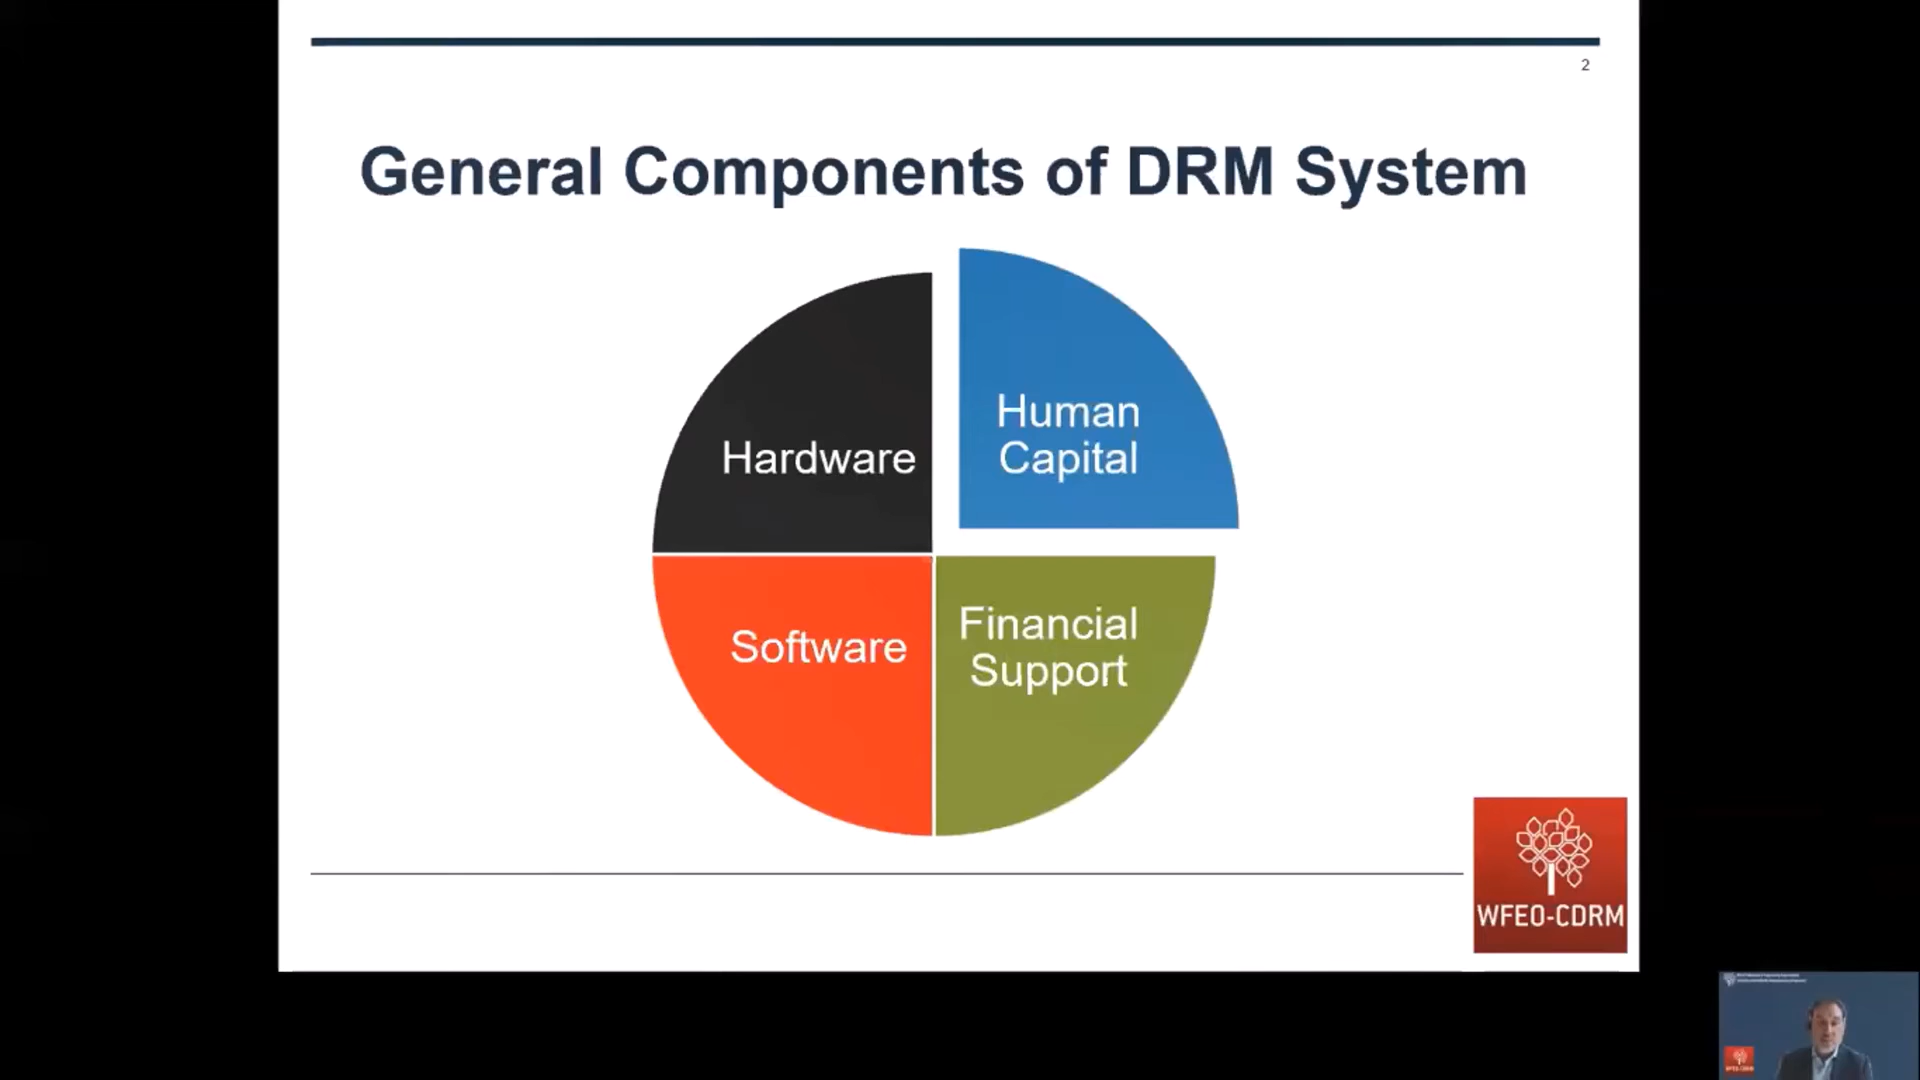 2
General Components of DRM System
Hardware
Human
Capital
Software
Financial
Support
WFEO-CDRM